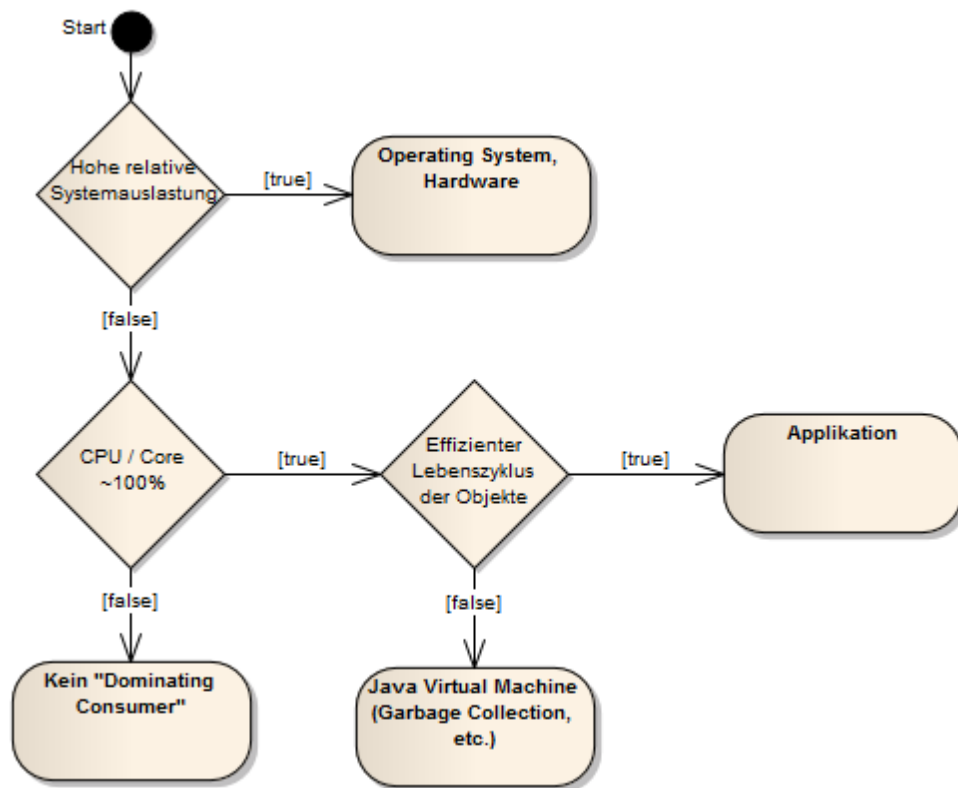 Start
Hohe relative
Systemauslastung
[true]
Operating System,
Hardware
[false]
CPU / Core
~100%
[true]
Effizienter
Lebenszyklus
der Objekte
[true]
Applikation
[false]
[false]
Kein "Dominating
Consumer"
Java Virtual Machine
(Garbage Collection,
etc.)